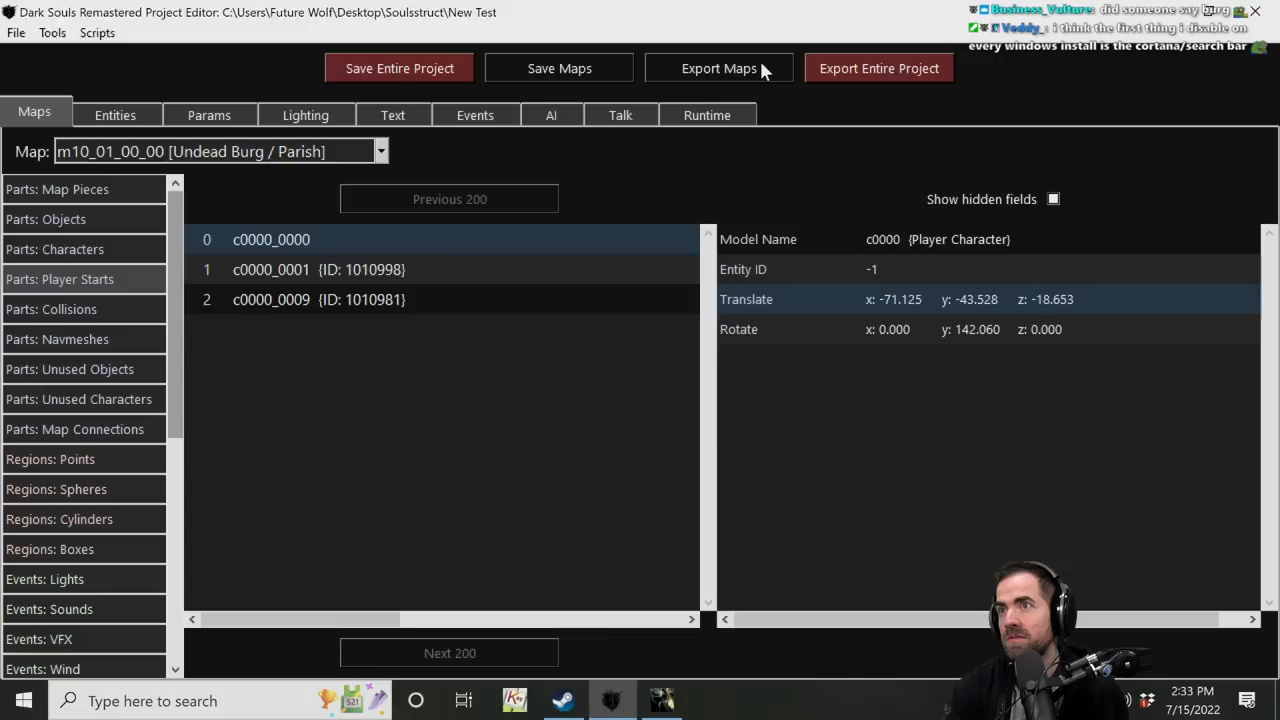 Dark Souls Remastered Project Editor: C:\Users\Future Wolf\Desktop\Soulsstruct\New Test
Business_Vulture: did someone say burg
Veddy_: i think the first thing i disable on
every windows install is the cortana/search bar
File Tools Scripts
Save Entire Project Save Maps Export Maps Export Entire Project
Maps Entities Params Lighting Text Events AI Talk Runtime
Map: m10_01_00_00 [Undead Burg / Parish]
Parts: Map Pieces
Parts: Objects
Parts: Characters
Parts: Player Starts
Parts: Collisions
Parts: Navmeshes
Parts: Unused Objects
Parts: Unused Characters
Parts: Map Connections
Regions: Points
Regions: Spheres
Regions: Cylinders
Regions: Boxes
Events: Lights
Events: Sounds
Events: VFX
Events: Wind
Previous 200
0 c0000_0000
1 c0000_0001 {ID: 1010998}
2 c0000_0009 {ID: 1010981}
Next 200
Show hidden fields
Model Name c0000 {Player Character}
Entity ID -1
Translate x: -71.125 y: -43.528 z: -18.653
Rotate x: 0.000 y: 142.060 z: 0.000
Type here to search
S21
Key
2:33 PM
7/15/2022